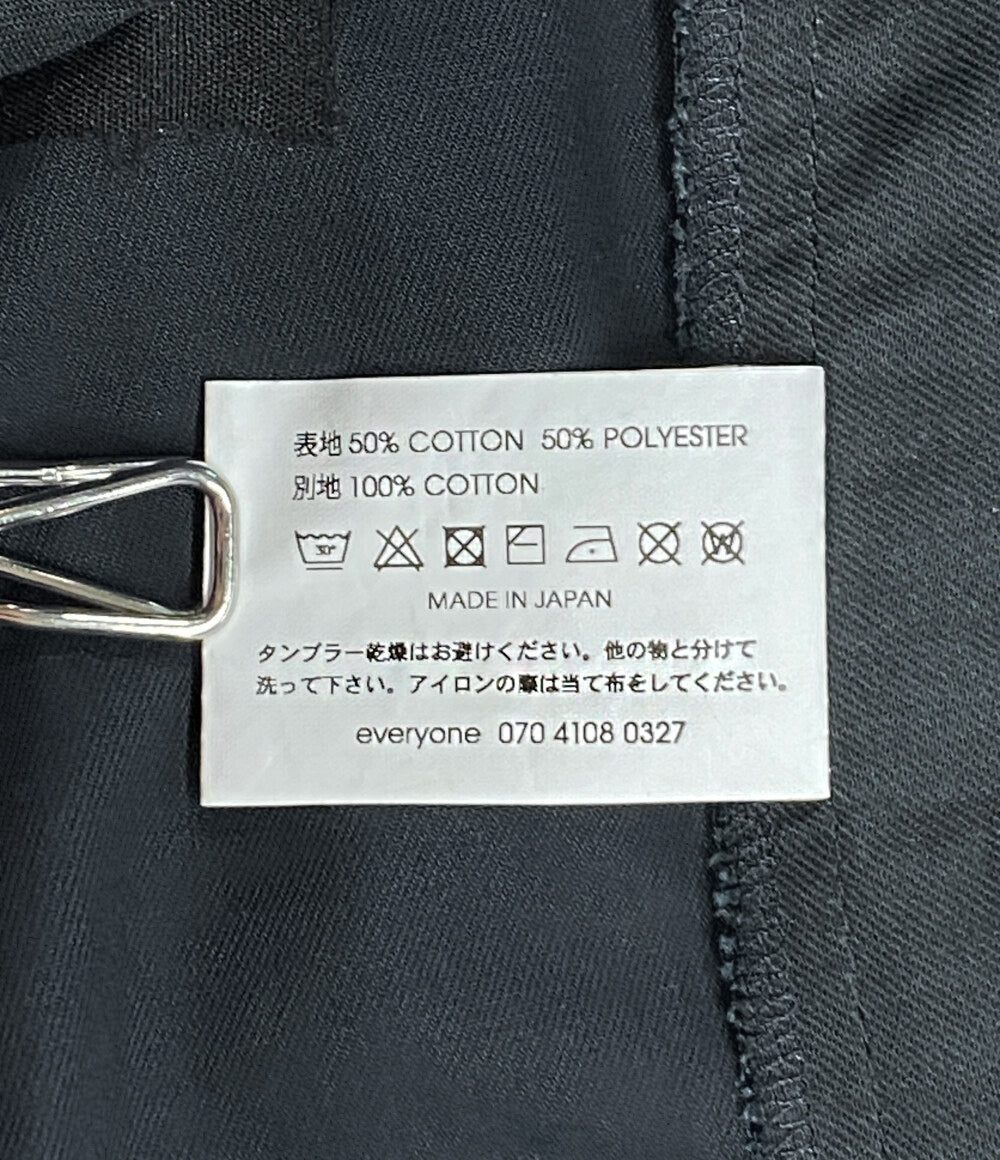 表地 50% COTTON 50% POLYESTER
別地 100% COTTON
30° W
MADE IN JAPAN
タンブラー乾燥はお避けください。他の物と分けて
洗って下さい。アイロンの際は当て布をしてください。
everyone 070 4108 0327